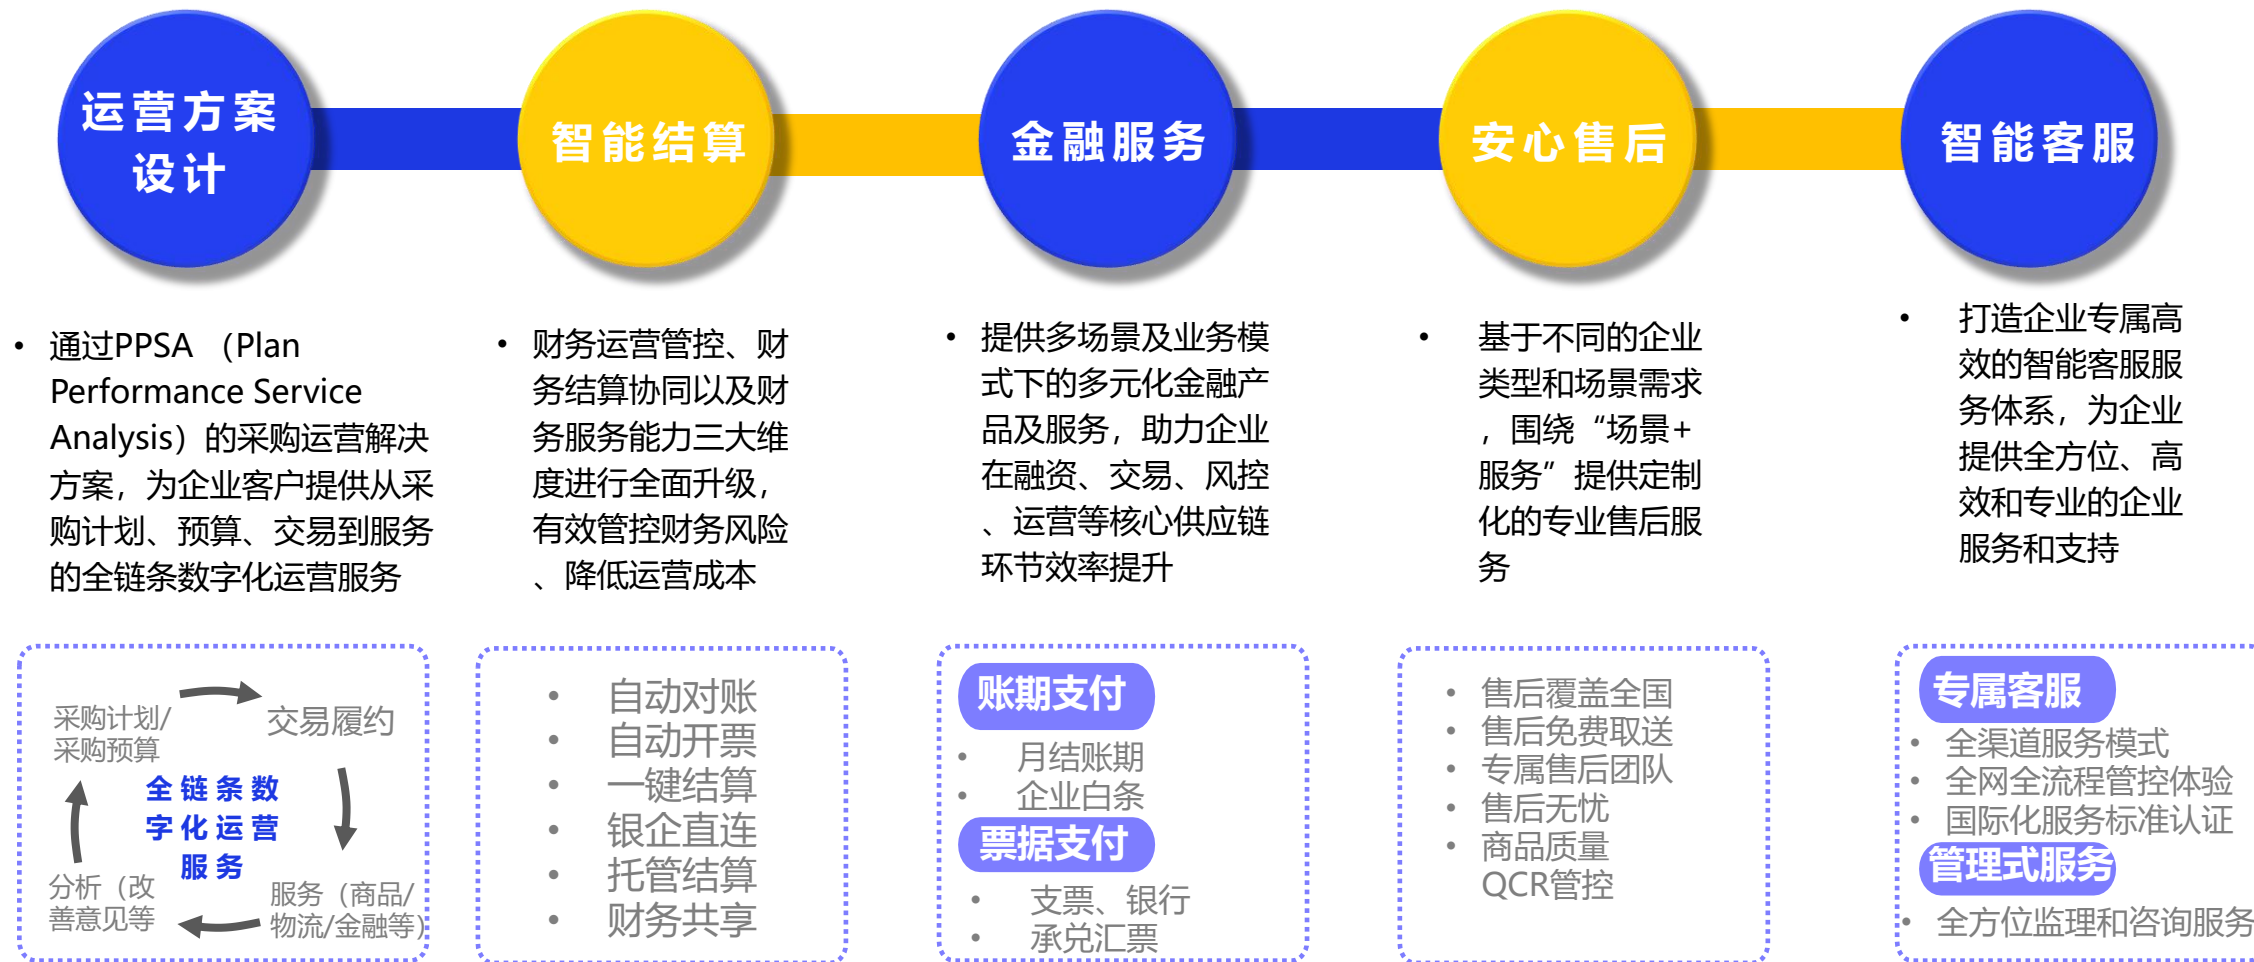 运营方案
设计
智能结算
金融服务
安心售后
智能客服
• 通过PPSA （Plan
Performance Service
Analysis）的采购运营解决
方案，为企业客户提供从采
购计划、预算、交易到服务
的全链条数字化运营服务
• 财务运营管控、财
务结算协同以及财
务服务能力三大维
度进行全面升级，
有效管控财务风险
、降低运营成本
• 提供多场景及业务模
式下的多元化金融产
品及服务，助力企业
在融资、交易、风控
、运营等核心供应链
环节效率提升
• 基于不同的企业
类型和场景需求
，围绕“场景+
服务”提供定制
化的专业售后服
务
• 打造企业专属高
效的智能客服服
务体系，为企业
提供全方位、高
效和专业的企业
服务和支持
采购计划/
采购预算
交易履约
全链条数
字化运营
服务
分析（改
善意见等
服务（商品/
物流/金融等）
• 自动对账
• 自动开票
• 一键结算
• 银企直连
• 托管结算
• 财务共享
账期支付
• 月结账期
• 企业白条
票据支付
• 支票、银行
• 承兑汇票
• 售后覆盖全国
• 售后免费取送
• 专属售后团队
• 售后无忧
• 商品质量
QCR管控
专属客服
• 全渠道服务模式
• 全网全流程管控体验
• 国际化服务标准认证
管理式服务
• 全方位监理和咨询服务